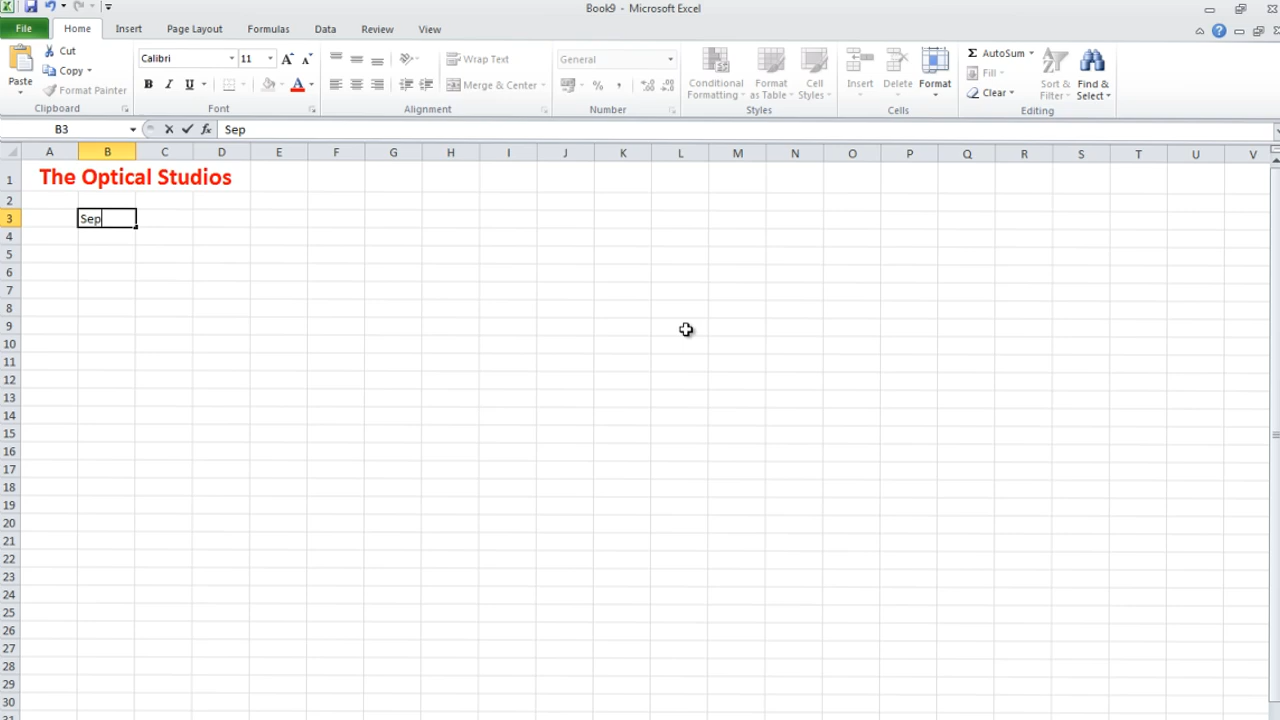 Book9 - Microsoft Excel
File Home Insert Page Layout Formulas Data Review View
Paste
Cut
Copy
Format Painter
Clipboard
Calibri 11
B I U
Font
Wrap Text
Merge & Center
Alignment
General
Number
Conditional Formatting
Format as Table
Cell Styles
Styles
Insert Delete Format
Cells
AutoSum
Fill
Clear
Sort & Filter
Find & Select
Editing
B3 fx Sep
A B C D E F G H I J K L M N O P Q R S T U V
1 The Optical Studios
2
3 Sep
4
5
6
7
8
9
10
11
12
13
14
15
16
17
18
19
20
21
22
23
24
25
26
27
28
29
30